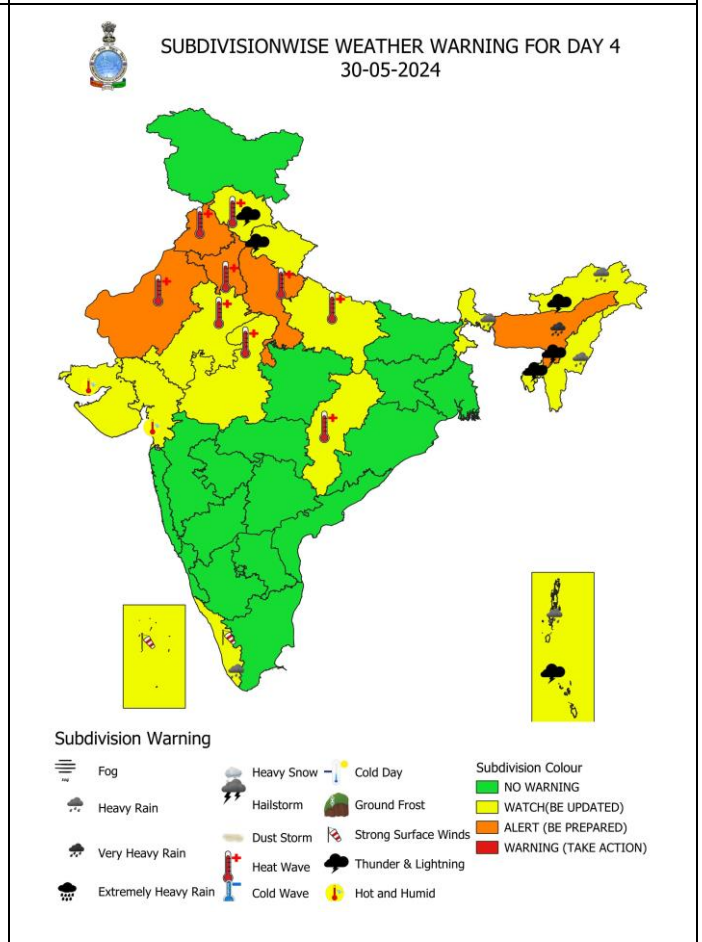 SUBDIVISIONWISE WEATHER WARNING FOR DAY 4
30-05-2024
Subdivision Warning
Fog
Heavy Rain
Very Heavy Rain
Extremely Heavy Rain
Heavy Snow
Hailstorm
Dust Storm
Heat Wave
Cold Wave
Cold Day
Ground Frost
Strong Surface Winds
Thunder & Lightning
Hot and Humid
Subdivision Colour
NO WARNING
WATCH(BE UPDATED)
ALERT (BE PREPARED)
WARNING (TAKE ACTION)